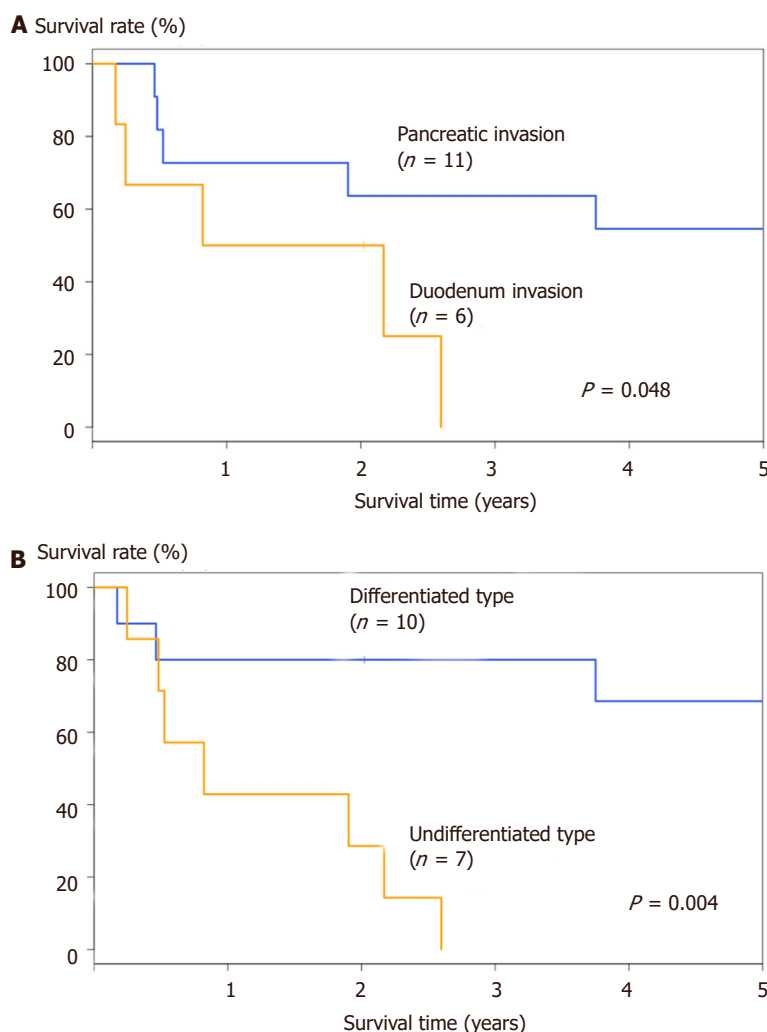 A Survival rate (%)
100
80
60
40
20
0
Pancreatic invasion
(n = 11)
Duodenum invasion
(n = 6)
P = 0.048
1 2 3 4 5
Survival time (years)
B Survival rate (%)
100
80
60
40
20
0
Differentiated type
(n = 10)
Undifferentiated type
(n = 7)
P = 0.004
1 2 3 4 5
Survival time (years)